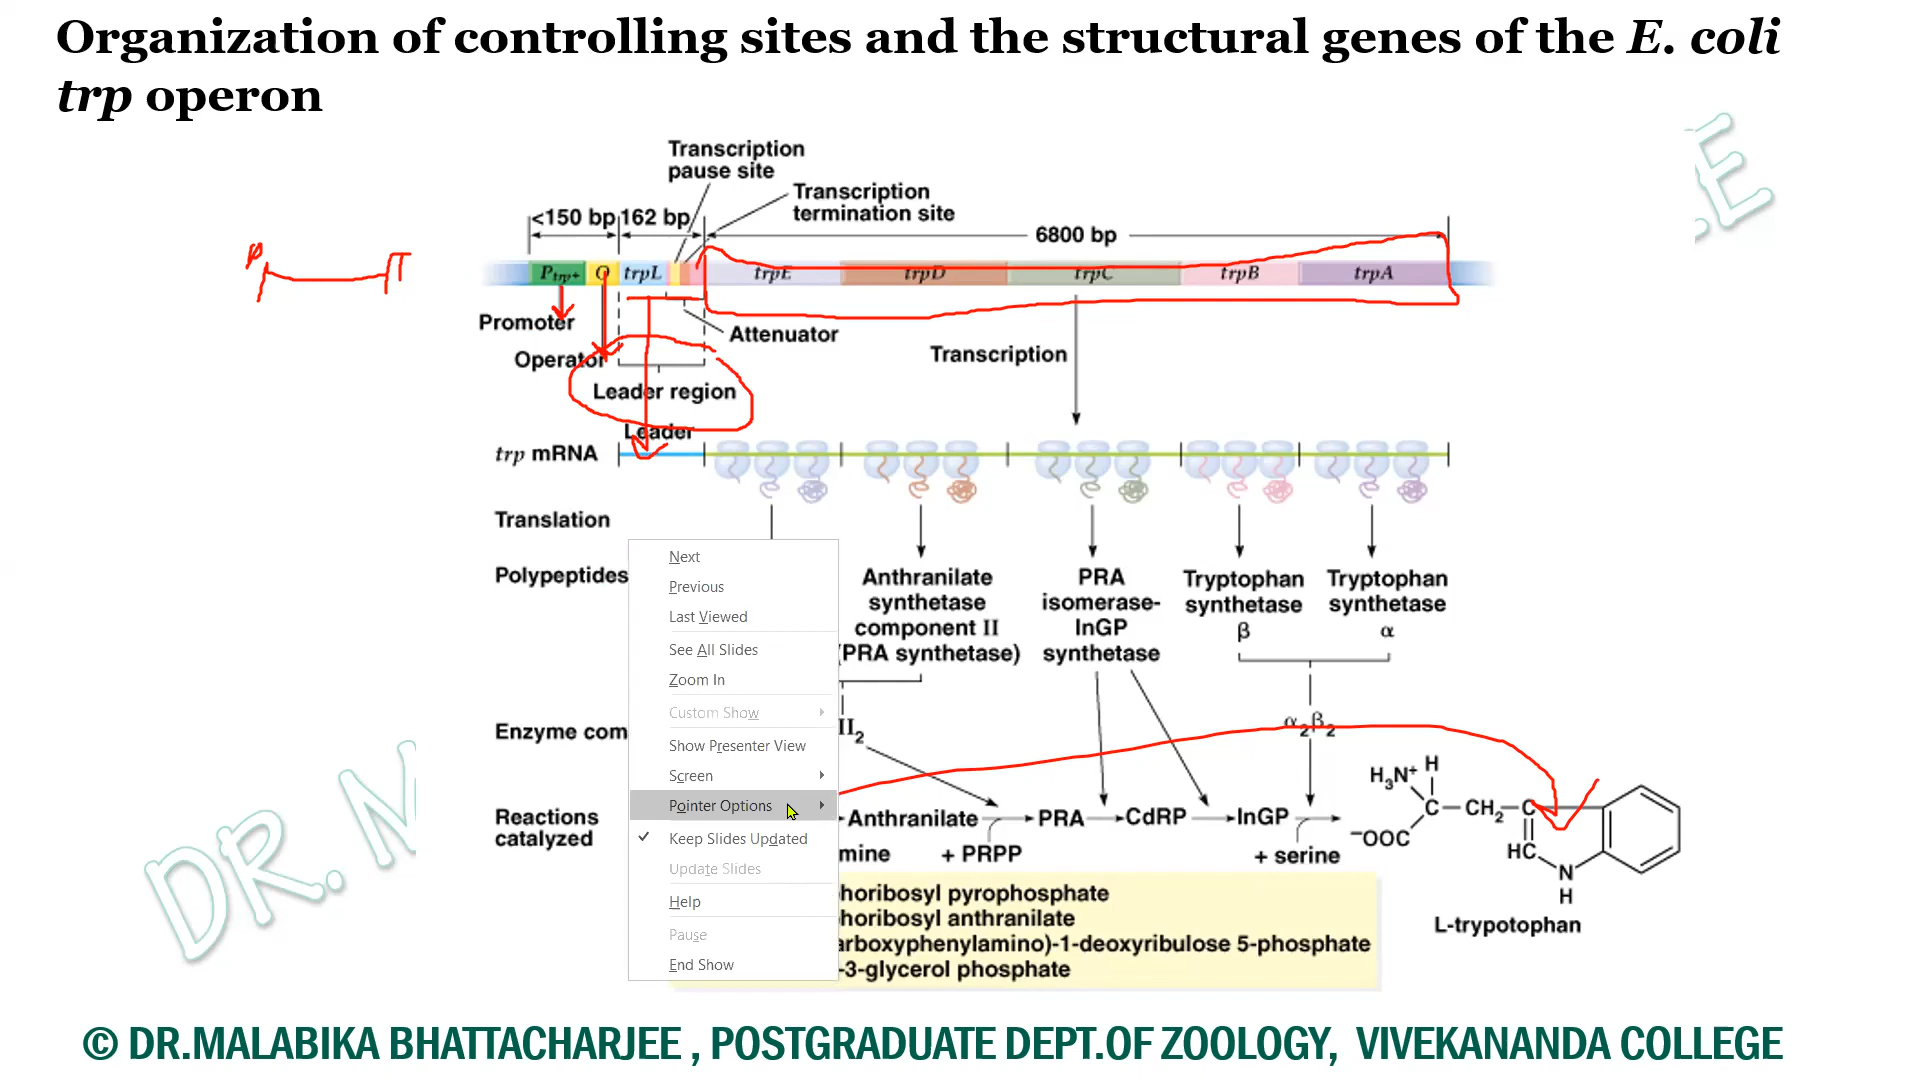 Organization of controlling sites and the structural genes of the E. coli
trp operon
Transcription
pause site
Transcription
termination site
<150 bp 162 bp
6800 bp
P T
Ptrp+ O trpL trpE trpD trpC trpB trpA
Promoter
Attenuator
Operator
Transcription
Leader region
Leader
trp mRNA
Translation
Polypeptides
Anthranilate
synthetase
component II
(PRA synthetase)
PRA
isomerase-
InGP
synthetase
Tryptophan
synthetase
β
Tryptophan
synthetase
α
Enzyme com
II2
α2β2
Reactions
catalyzed
Anthranilate PRA CdRP InGP
mine + PRPP + serine
H3N+ H
C CH2 C
−OOC
HC
N
H
L-trypotophan
horibosyl pyrophosphate
horibosyl anthranilate
arboxyphenylamino)-1-deoxyribulose 5-phosphate
-3-glycerol phosphate
Next
Previous
Last Viewed
See All Slides
Zoom In
Custom Show
Show Presenter View
Screen
Pointer Options
Keep Slides Updated
Update Slides
Help
Pause
End Show
DR.
E
© DR.MALABIKA BHATTACHARJEE , POSTGRADUATE DEPT.OF ZOOLOGY, VIVEKANANDA COLLEGE